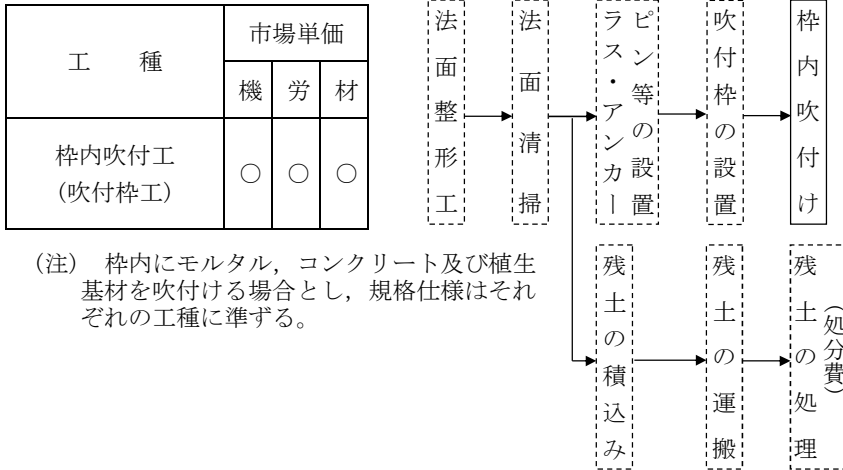 工　種
市場単価
機
労
材
枠内吹付工
(吹付枠工)
○
○
○
(注)　枠内にモルタル，コンクリート及び植生
基材を吹付ける場合とし，規格仕様はそれ
ぞれの工種に準ずる。
法面整形工
法面清掃
ラス・アンカー
ピン等の設置
吹付枠の設置
枠内吹付け
残土の積込み
残土の運搬
残土の処理
(処分費)